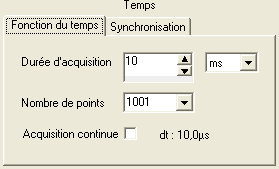 Temps
Fonction du temps Synchronisation
Durée d'acquisition 10 ms
Nombre de points 1001
Acquisition continue dt : 10,0µs